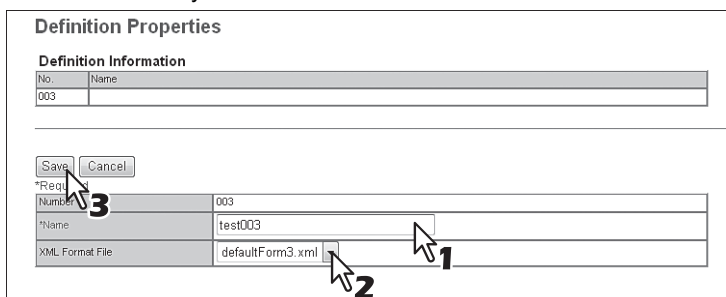 Definition Properties
Definition Information
No. Name
003
Save Cancel
3
Number 003
*Name test003
1
XML Format File defaultForm3.xml
2